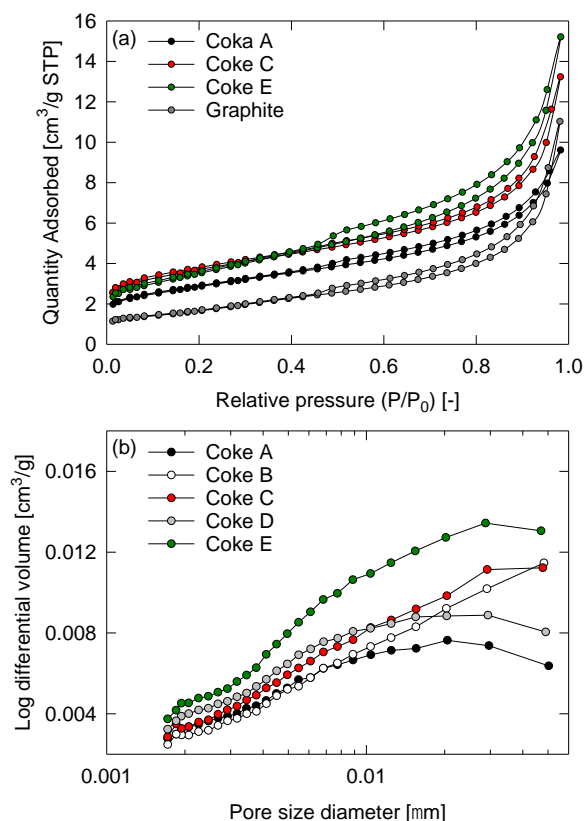 (a)
Coka A
Coke C
Coke E
Graphite
16
14
12
10
8
6
4
2
0
Quantity Adsorbed [cm³/g STP]
0.0 0.2 0.4 0.6 0.8 1.0
Relative pressure (P/P₀) [-]
(b)
Coke A
Coke B
Coke C
Coke D
Coke E
0.016
0.012
0.008
0.004
Log differential volume [cm³/g]
0.001 0.01
Pore size diameter [mm]